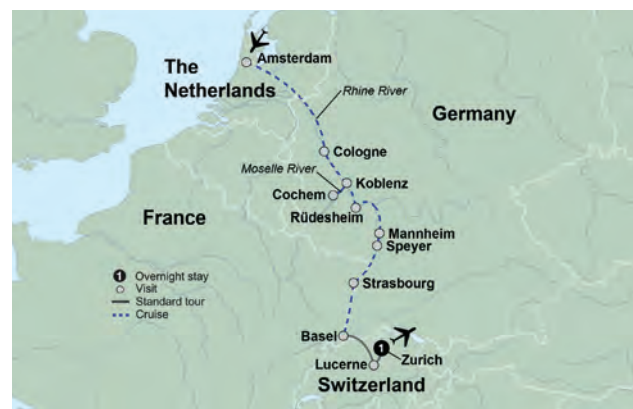 Amsterdam
The
Netherlands
Rhine River
Germany
Cologne
Moselle River
Koblenz
Cochem
Rüdesheim
France
Mannheim
Speyer
1 Overnight stay
Visit
Standard tour
Cruise
Strasbourg
Basel
1
Zurich
Lucerne
Switzerland